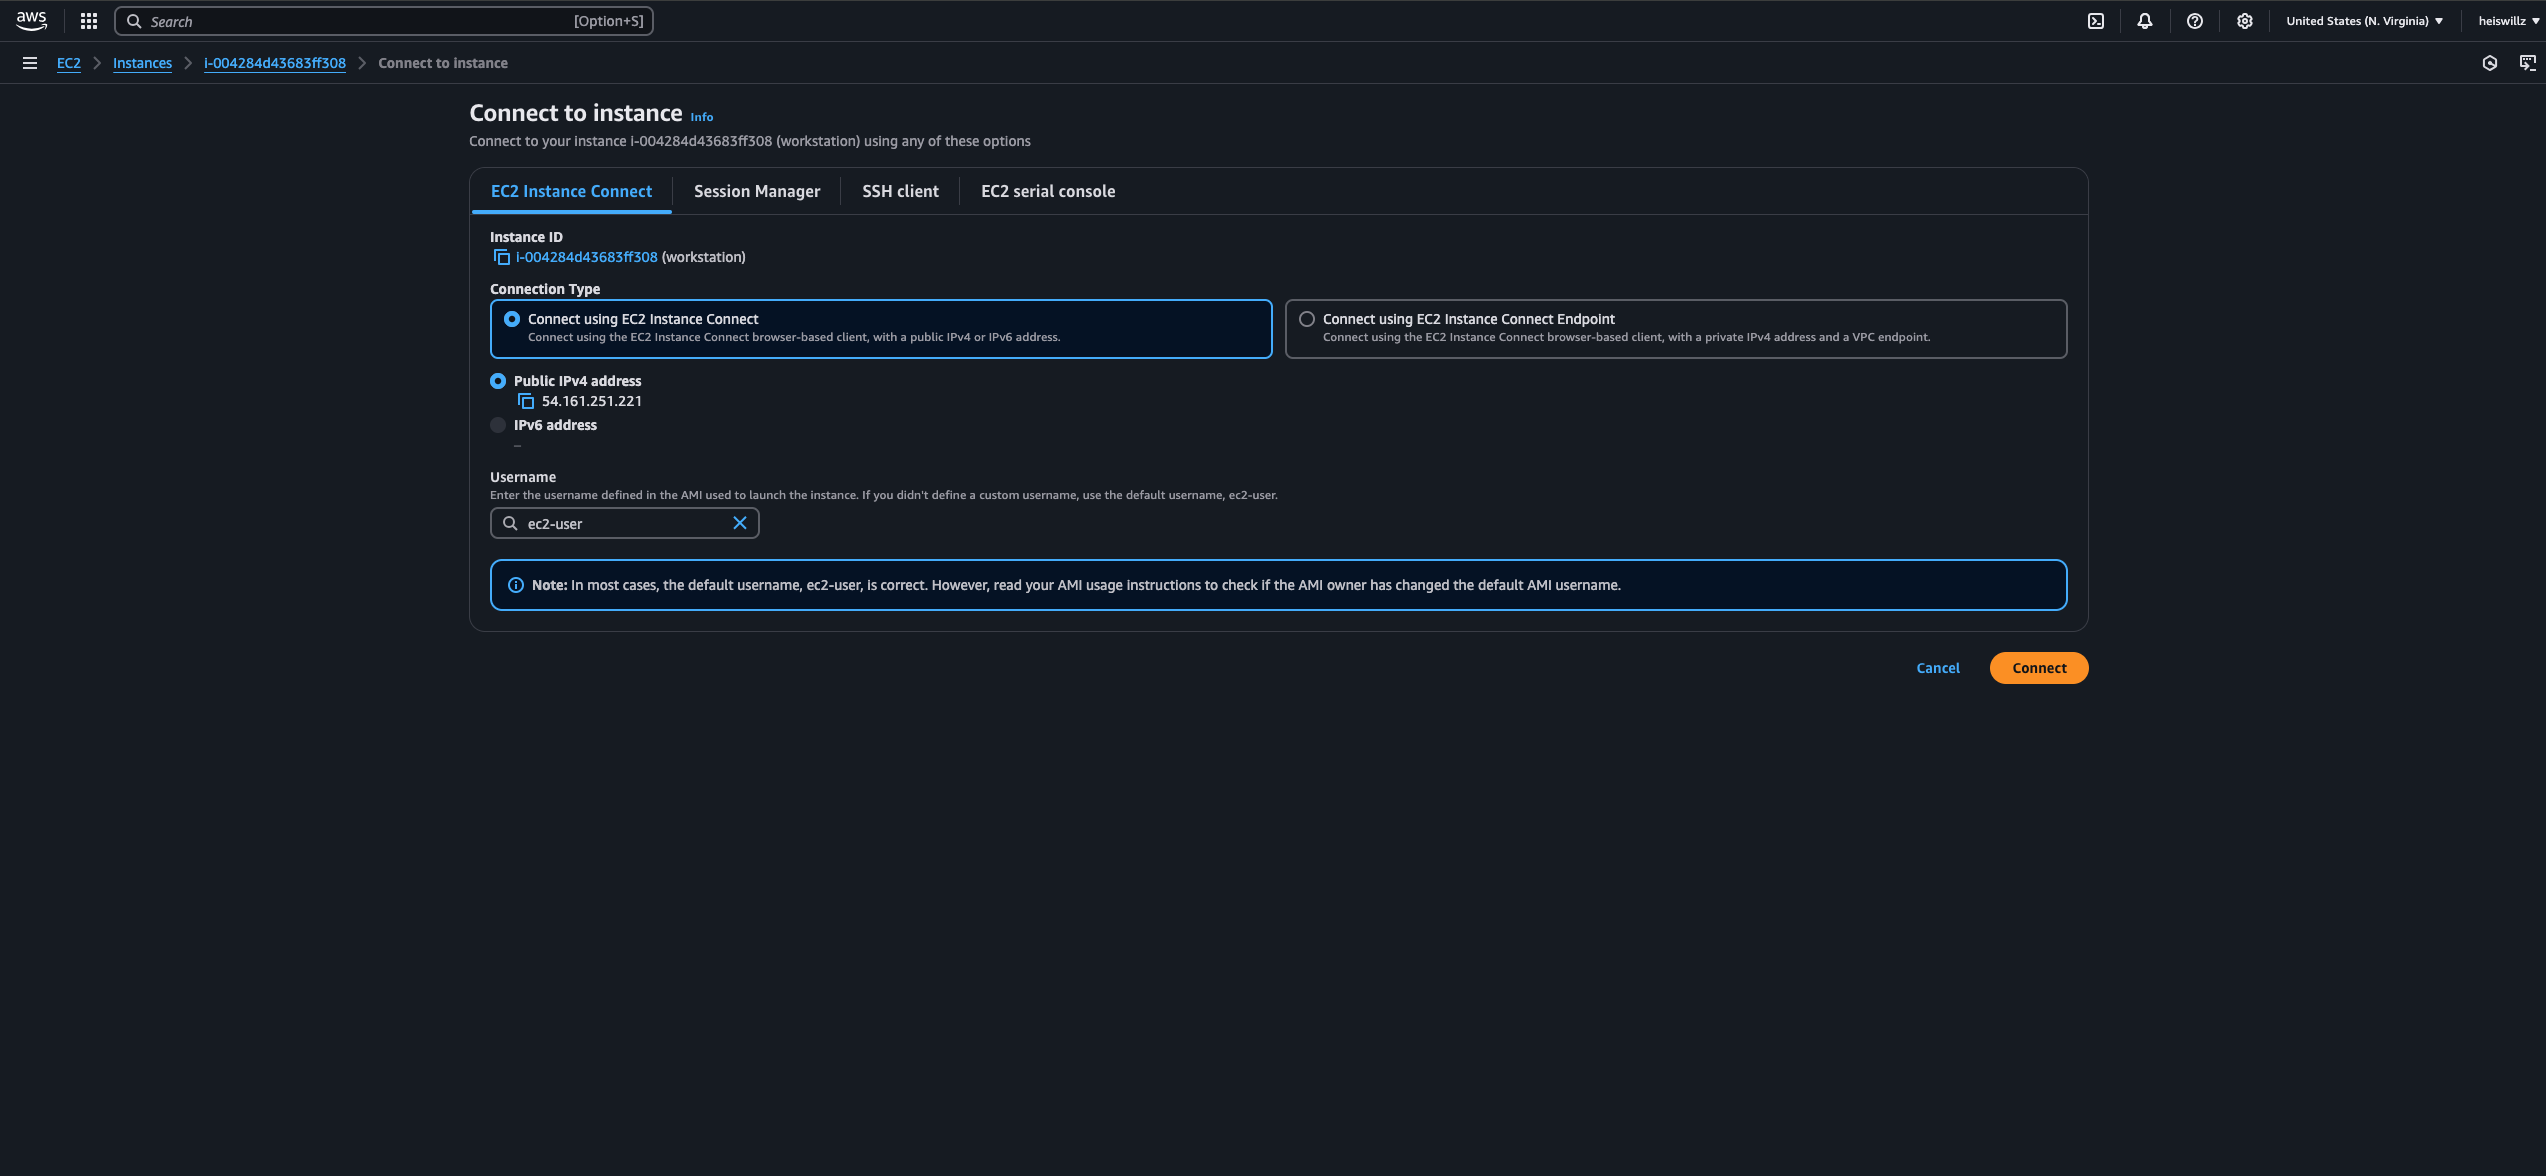 aws
Search [Option+S]
United States (N. Virginia)
heiswillz
EC2 Instances i-004284d43683ff308 Connect to instance
Connect to instance Info
Connect to your instance i-004284d43683ff308 (workstation) using any of these options
EC2 Instance Connect Session Manager SSH client EC2 serial console
Instance ID
i-004284d43683ff308 (workstation)
Connection Type
Connect using EC2 Instance Connect
Connect using the EC2 Instance Connect browser-based client, with a public IPv4 or IPv6 address.
Connect using EC2 Instance Connect Endpoint
Connect using the EC2 Instance Connect browser-based client, with a private IPv4 address and a VPC endpoint.
Public IPv4 address
54.161.251.221
IPv6 address
–
Username
Enter the username defined in the AMI used to launch the instance. If you didn't define a custom username, use the default username, ec2-user.
ec2-user
Note: In most cases, the default username, ec2-user, is correct. However, read your AMI usage instructions to check if the AMI owner has changed the default AMI username.
Cancel Connect